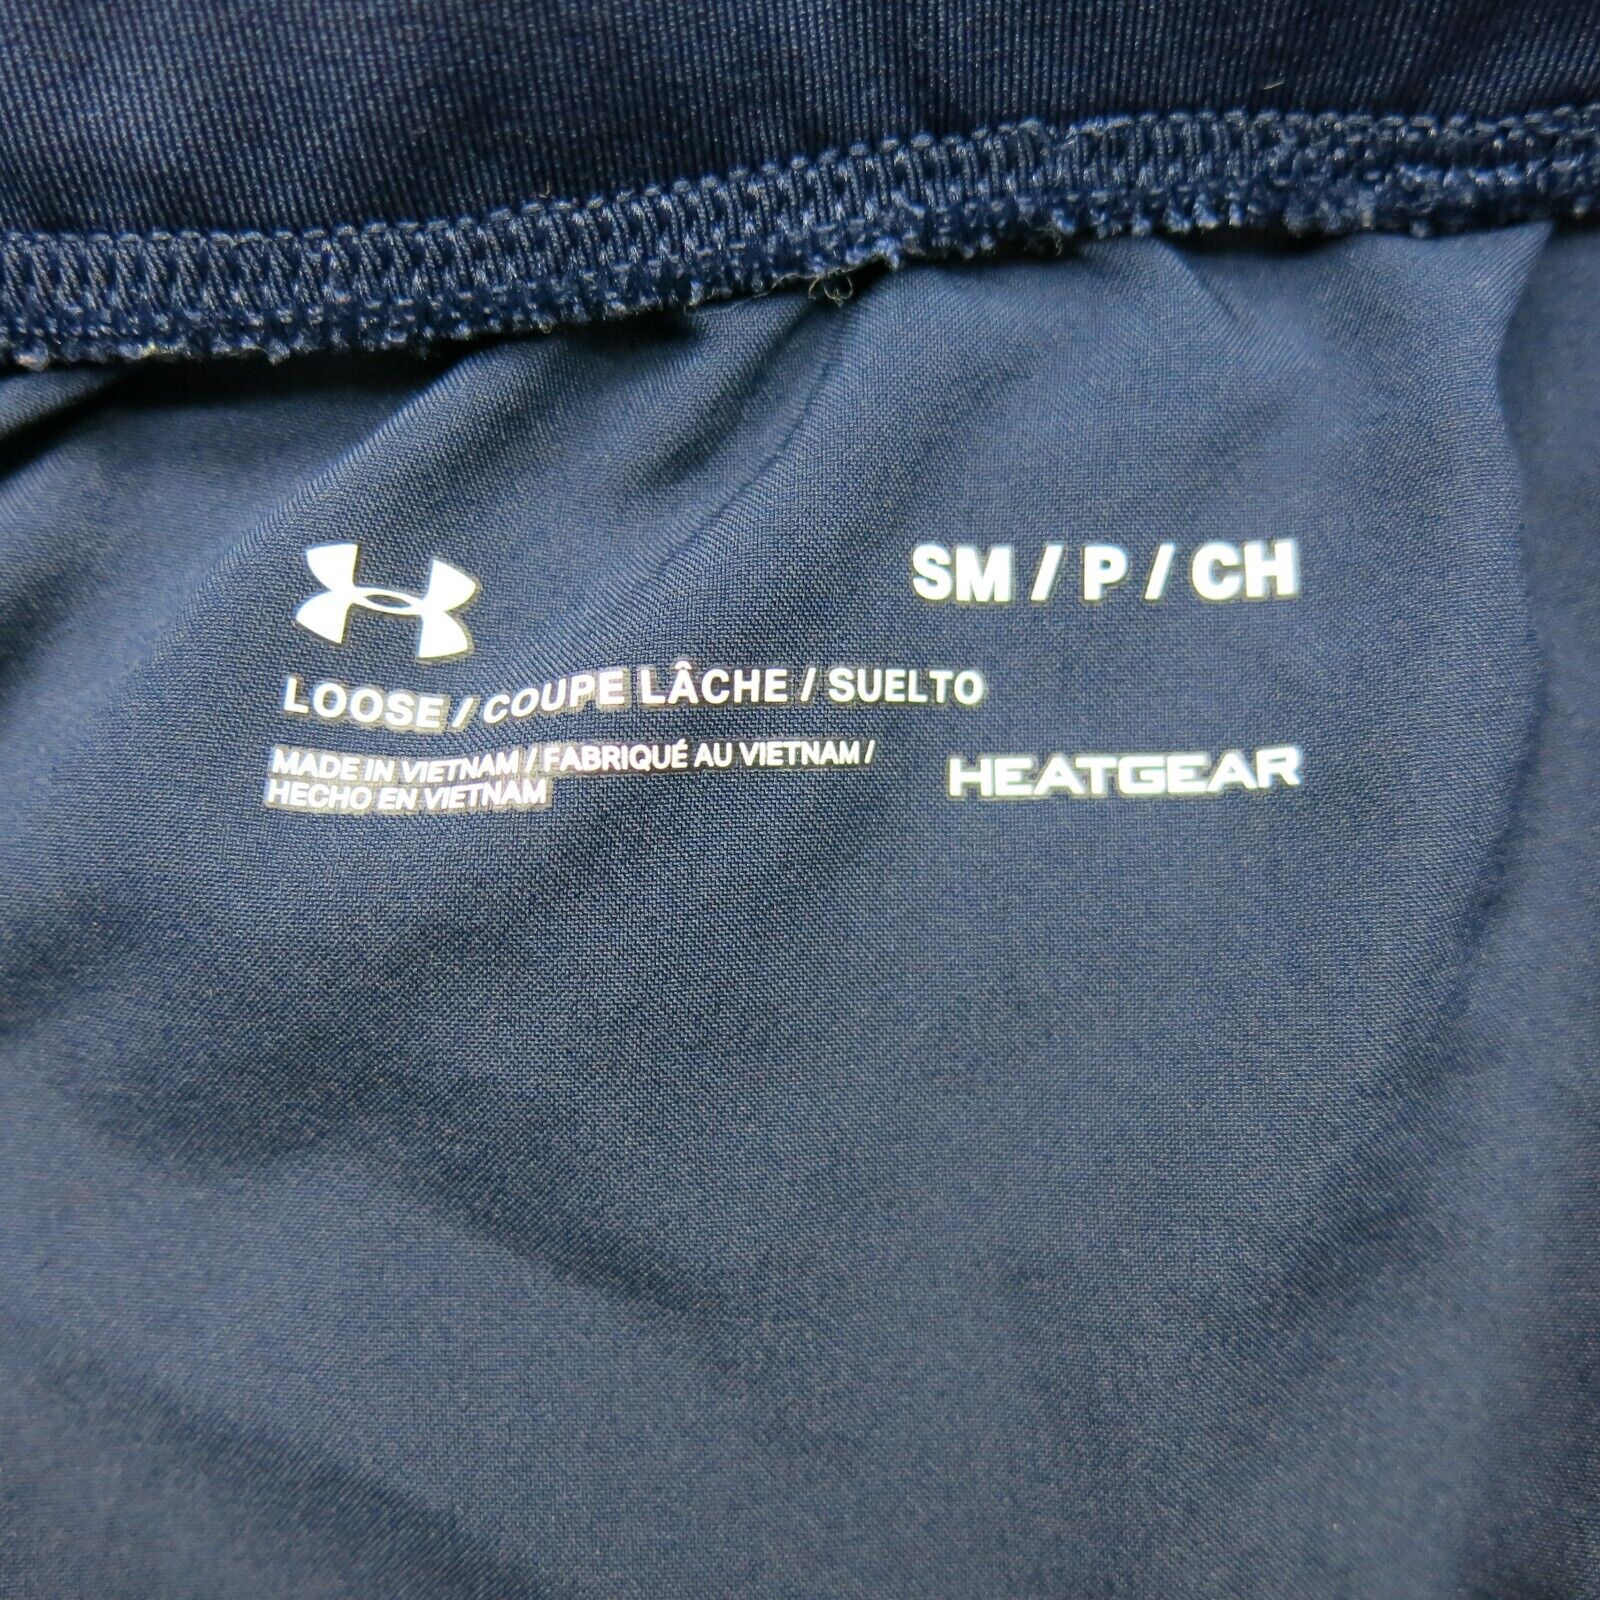 SM / P / CH
LOOSE / COUPE LÂCHE / SUELTO
MADE IN VIETNAM / FABRIQUÉ AU VIETNAM /
HECHO EN VIETNAM
HEATGEAR